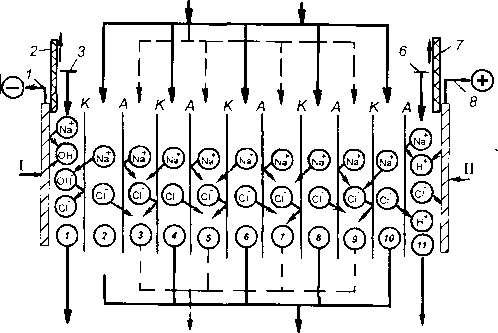 2 3 6 7
1 − + 8
K A K A K A K A K A
Na⁺ Na⁺
OH⁻ Na⁺ Na⁺ Na⁺ Na⁺ Na⁺ Na⁺ Na⁺ Na⁺ Na⁺ H⁺
I II
OH⁻ Cl⁻ Cl⁻ Cl⁻ Cl⁻ Cl⁻ Cl⁻ Cl⁻ Cl⁻ Cl⁻ Cl⁻
Cl⁻ H⁺
1 2 3 4 5 6 7 8 9 10 11